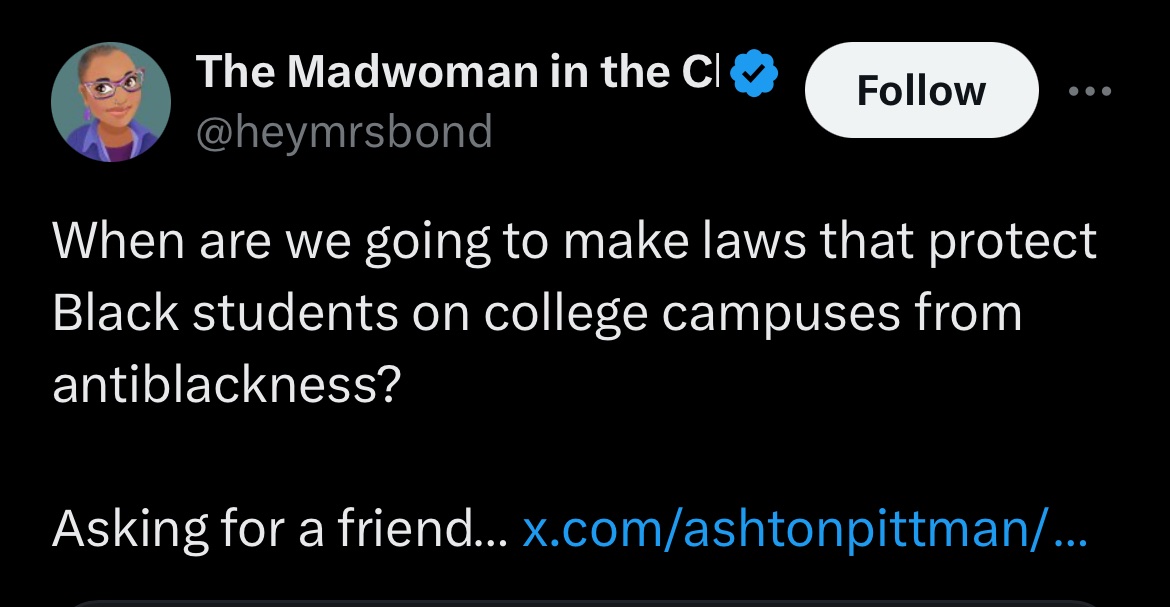 The Madwoman in the
Follow
@heymrsbond
When are we going to make laws that protect
Black students on college campuses from
antiblackness?
Asking for a friend... x.com/ashtonpittman/...